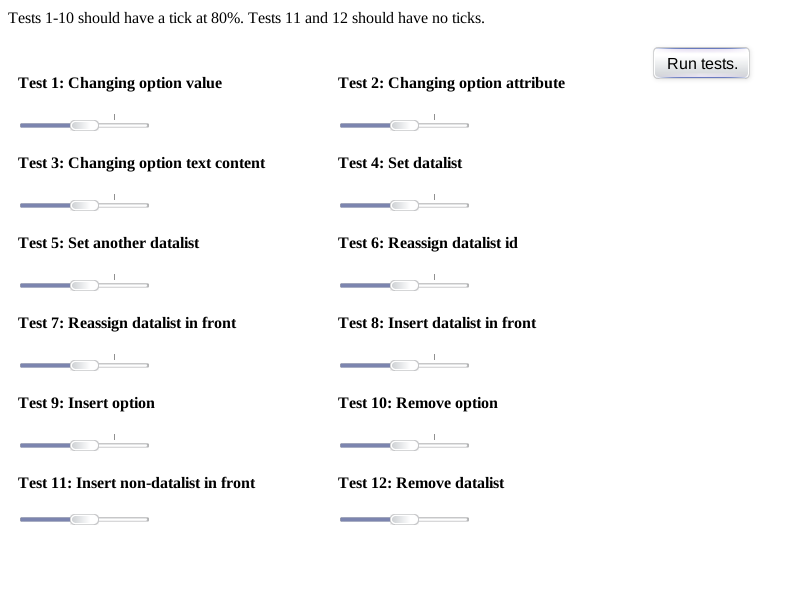 Tests 1-10 should have a tick at 80%. Tests 11 and 12 should have no ticks.
Run tests.
Test 1: Changing option value
Test 2: Changing option attribute
Test 3: Changing option text content
Test 4: Set datalist
Test 5: Set another datalist
Test 6: Reassign datalist id
Test 7: Reassign datalist in front
Test 8: Insert datalist in front
Test 9: Insert option
Test 10: Remove option
Test 11: Insert non-datalist in front
Test 12: Remove datalist